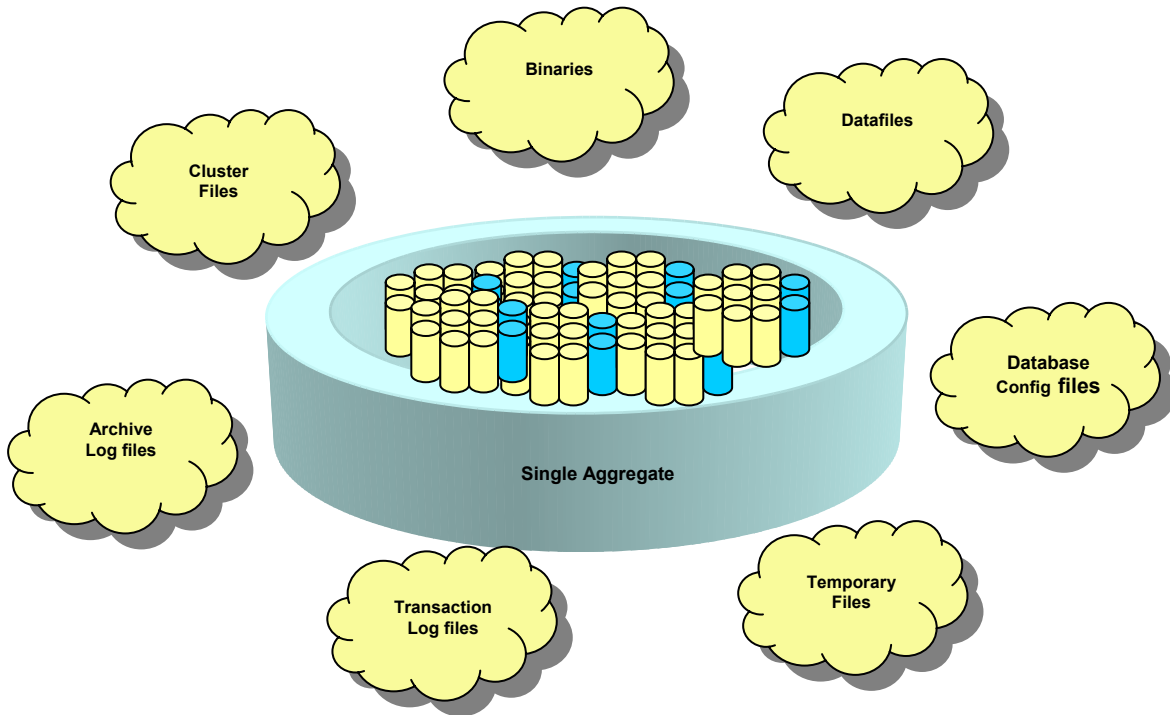 Binaries
Datafiles
Cluster
Files
Database
Config files
Archive
Log files
Single Aggregate
Temporary
Files
Transaction
Log files